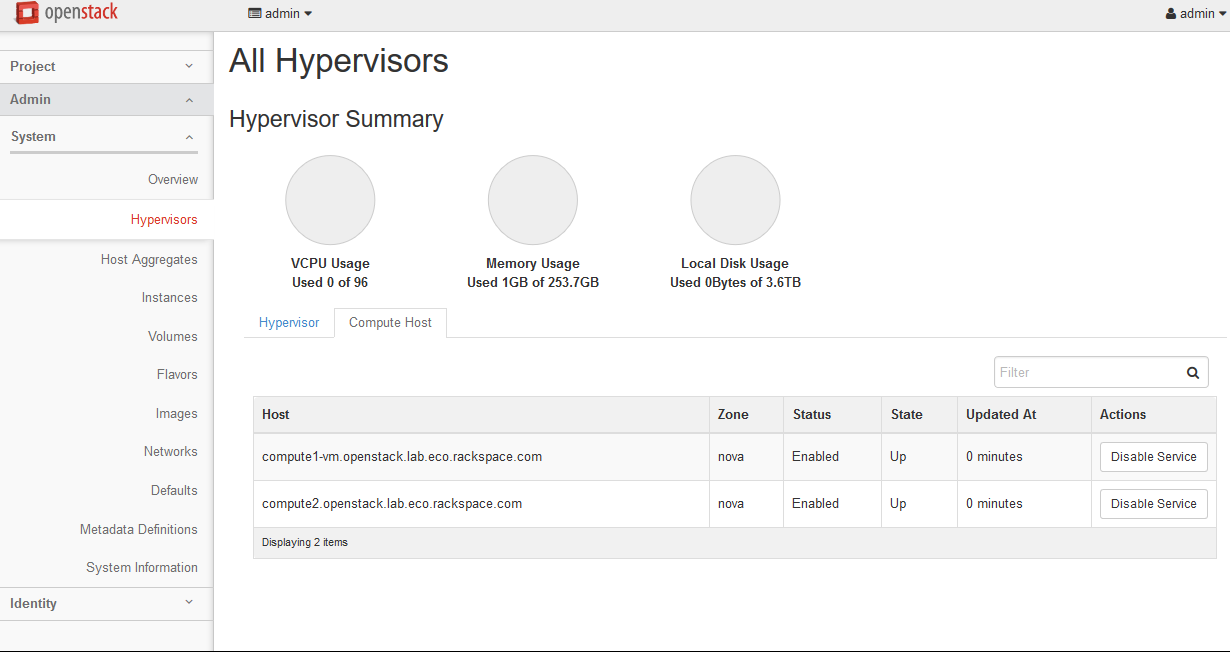 openstack
admin
admin
Project
Admin
System
Overview
Hypervisors
Host Aggregates
Instances
Volumes
Flavors
Images
Networks
Defaults
Metadata Definitions
System Information
Identity
All Hypervisors
Hypervisor Summary
VCPU Usage
Used 0 of 96
Memory Usage
Used 1GB of 253.7GB
Local Disk Usage
Used 0Bytes of 3.6TB
Hypervisor Compute Host
Filter
Host Zone Status State Updated At Actions
compute1-vm.openstack.lab.eco.rackspace.com nova Enabled Up 0 minutes Disable Service
compute2.openstack.lab.eco.rackspace.com nova Enabled Up 0 minutes Disable Service
Displaying 2 items